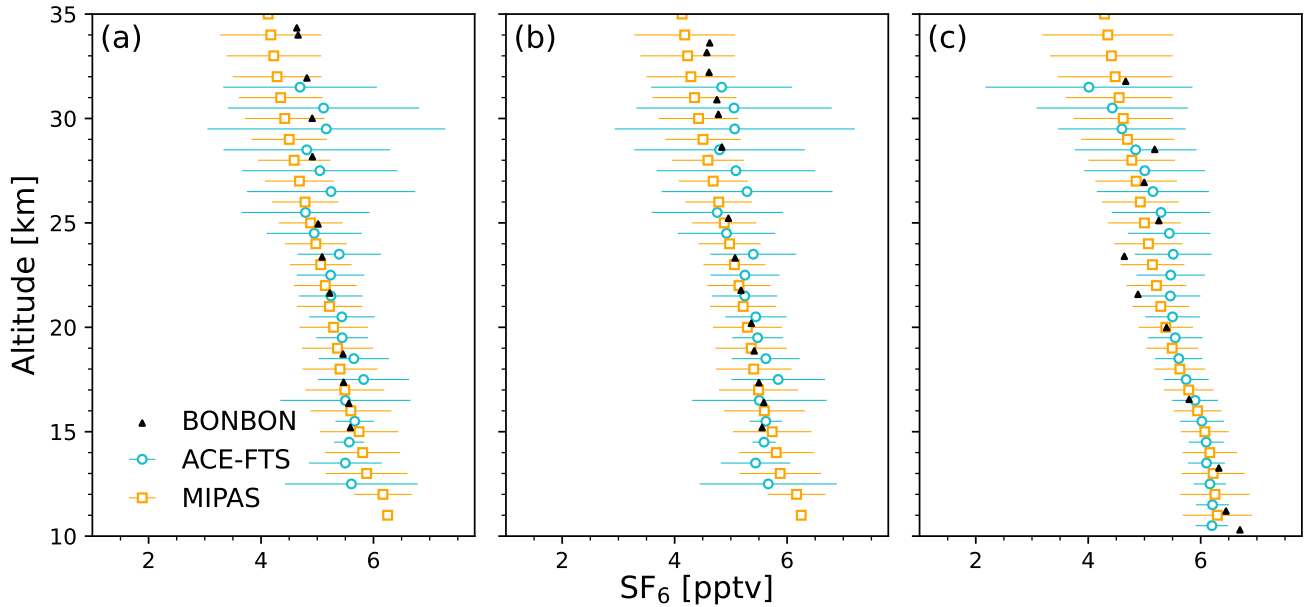 (a)
(b)
(c)
35
30
25
20
15
10
Altitude [km]
BONBON
ACE-FTS
MIPAS
2 4 6
2 4 6
2 4 6
SF₆ [pptv]